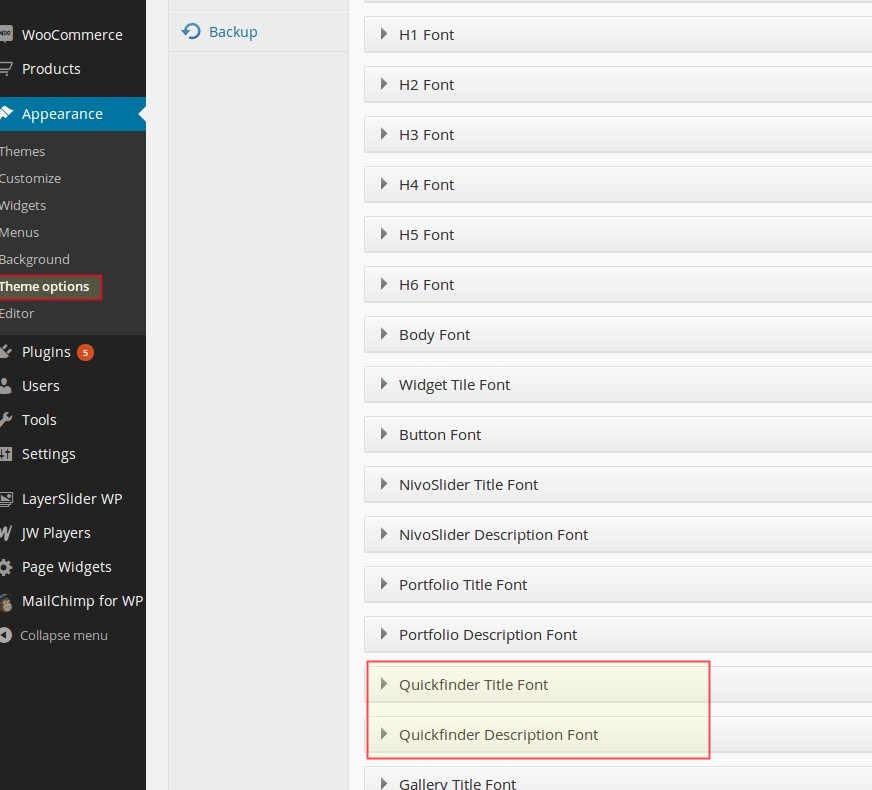 WooCommerce
Products
Appearance
Themes
Customize
Widgets
Menus
Background
Theme options
Editor
Plugins 5
Users
Tools
Settings
LayerSlider WP
JW Players
Page Widgets
MailChimp for WP
Collapse menu
Backup
H1 Font
H2 Font
H3 Font
H4 Font
H5 Font
H6 Font
Body Font
Widget Tile Font
Button Font
NivoSlider Title Font
NivoSlider Description Font
Portfolio Title Font
Portfolio Description Font
Quickfinder Title Font
Quickfinder Description Font
Gallery Title Font